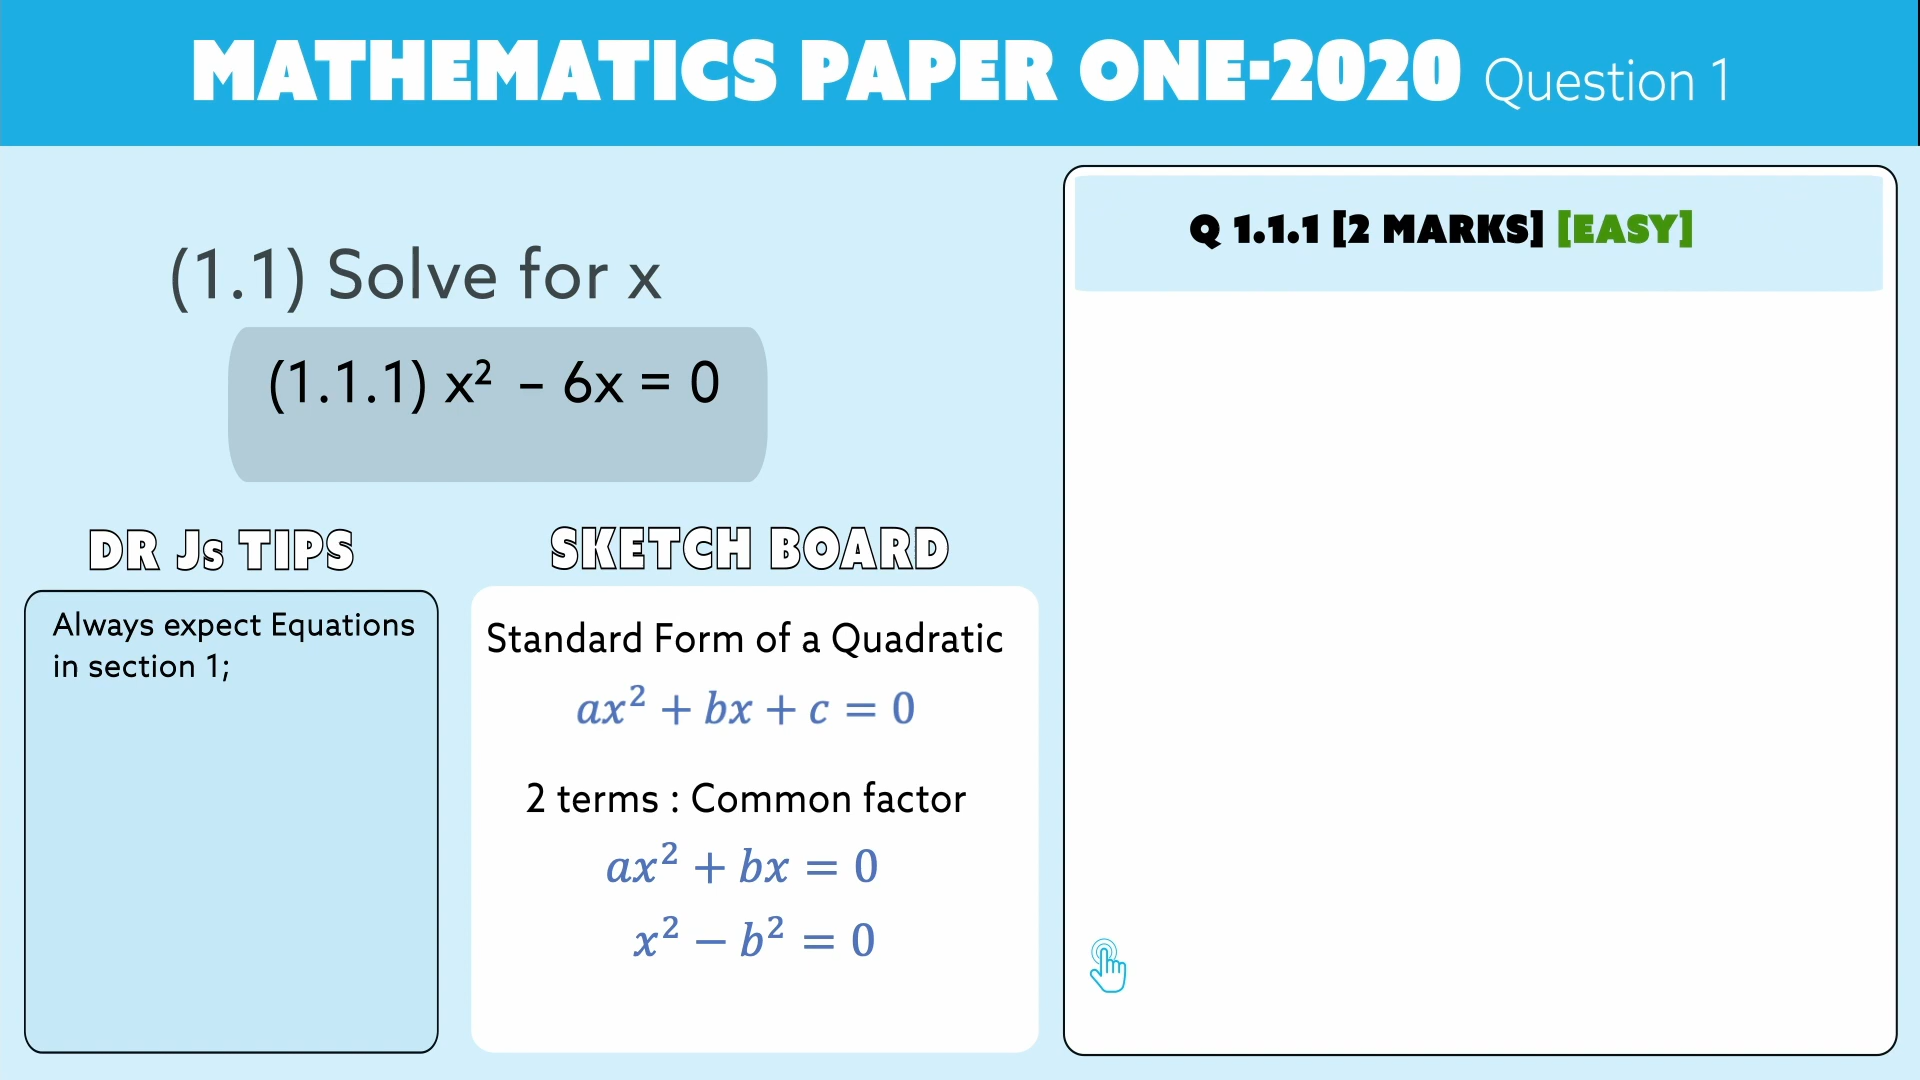 MATHEMATICS PAPER ONE-2020 Question 1
(1.1) Solve for x
(1.1.1) x² – 6x = 0
DR Js TIPS
Always expect Equations
in section 1;
SKETCH BOARD
Standard Form of a Quadratic
ax² + bx + c = 0
2 terms : Common factor
ax² + bx = 0
x² − b² = 0
Q 1.1.1 [2 MARKS] [EASY]